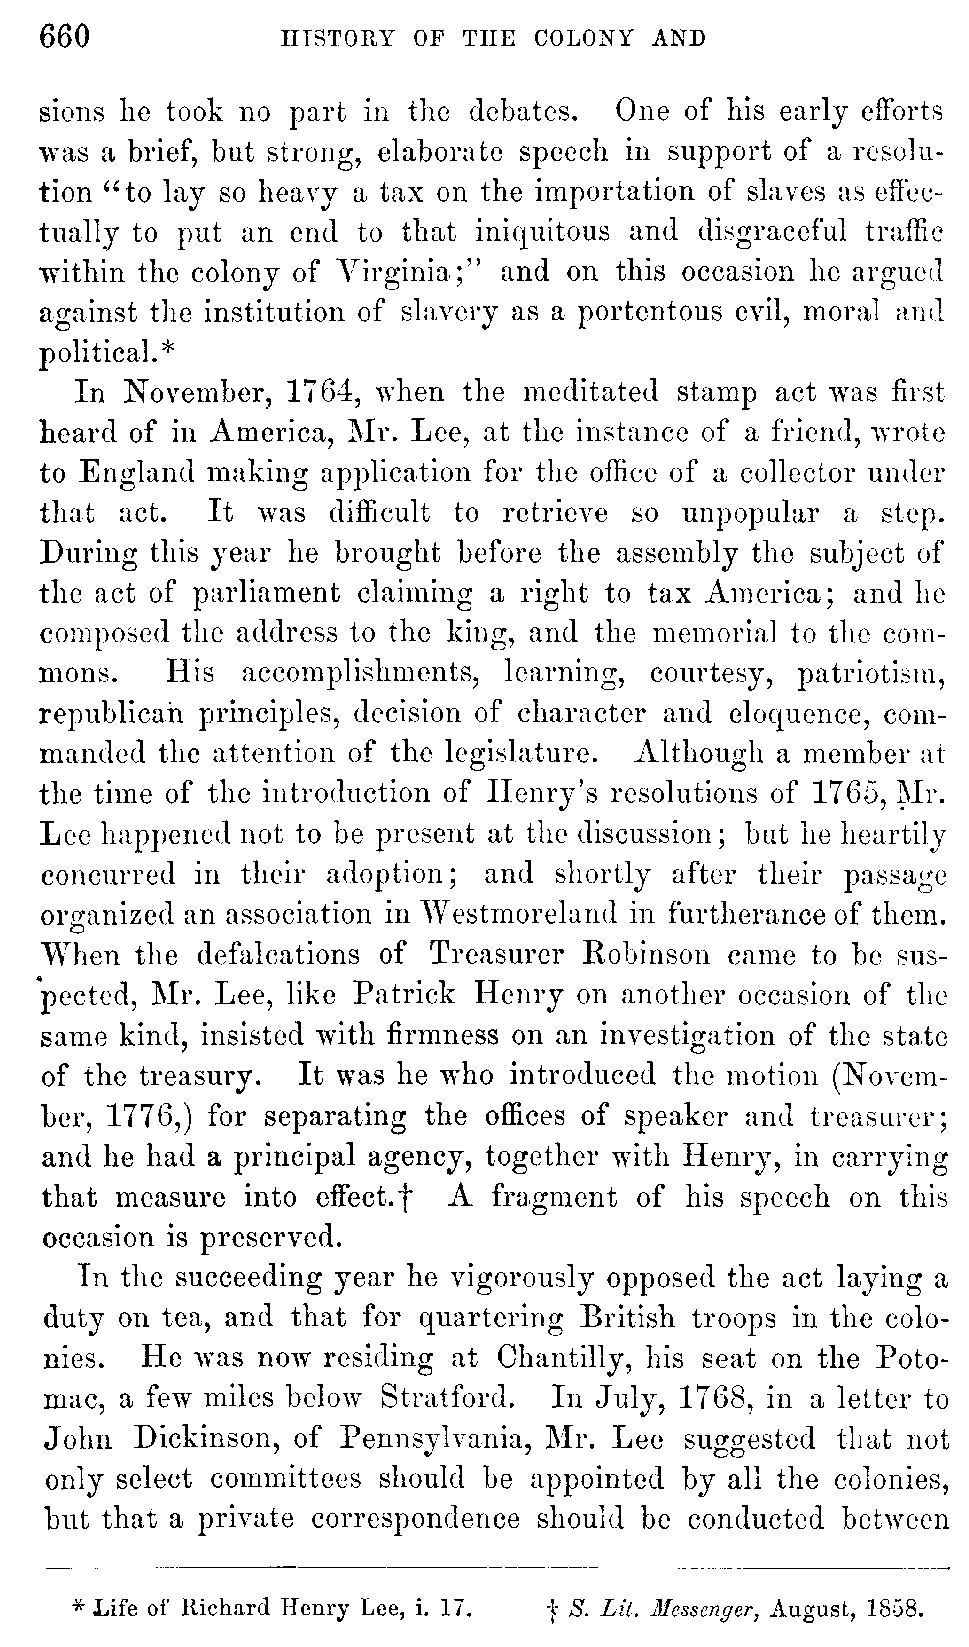 660 HISTORY OF THE COLONY AND
sions he took no part in the debates. One of his early efforts
was a brief, but strong, elaborate speech in support of a resolu-
tion "to lay so heavy a tax on the importation of slaves as effec-
tually to put an end to that iniquitous and disgraceful traffic
within the colony of Virginia;" and on this occasion he argued
against the institution of slavery as a portentous evil, moral and
political.*
In November, 1764, when the meditated stamp act was first
heard of in America, Mr. Lee, at the instance of a friend, wrote
to England making application for the office of a collector under
that act. It was difficult to retrieve so unpopular a step.
During this year he brought before the assembly the subject of
the act of parliament claiming a right to tax America; and he
composed the address to the king, and the memorial to the com-
mons. His accomplishments, learning, courtesy, patriotism,
republican principles, decision of character and eloquence, com-
manded the attention of the legislature. Although a member at
the time of the introduction of Henry's resolutions of 1765, Mr.
Lee happened not to be present at the discussion; but he heartily
concurred in their adoption; and shortly after their passage
organized an association in Westmoreland in furtherance of them.
When the defalcations of Treasurer Robinson came to be sus-
pected, Mr. Lee, like Patrick Henry on another occasion of the
same kind, insisted with firmness on an investigation of the state
of the treasury. It was he who introduced the motion (Novem-
ber, 1776,) for separating the offices of speaker and treasurer;
and he had a principal agency, together with Henry, in carrying
that measure into effect.† A fragment of his speech on this
occasion is preserved.
In the succeeding year he vigorously opposed the act laying a
duty on tea, and that for quartering British troops in the colo-
nies. He was now residing at Chantilly, his seat on the Poto-
mac, a few miles below Stratford. In July, 1768, in a letter to
John Dickinson, of Pennsylvania, Mr. Lee suggested that not
only select committees should be appointed by all the colonies,
but that a private correspondence should be conducted between
* Life of Richard Henry Lee, i. 17. † S. Lit. Messenger, August, 1858.